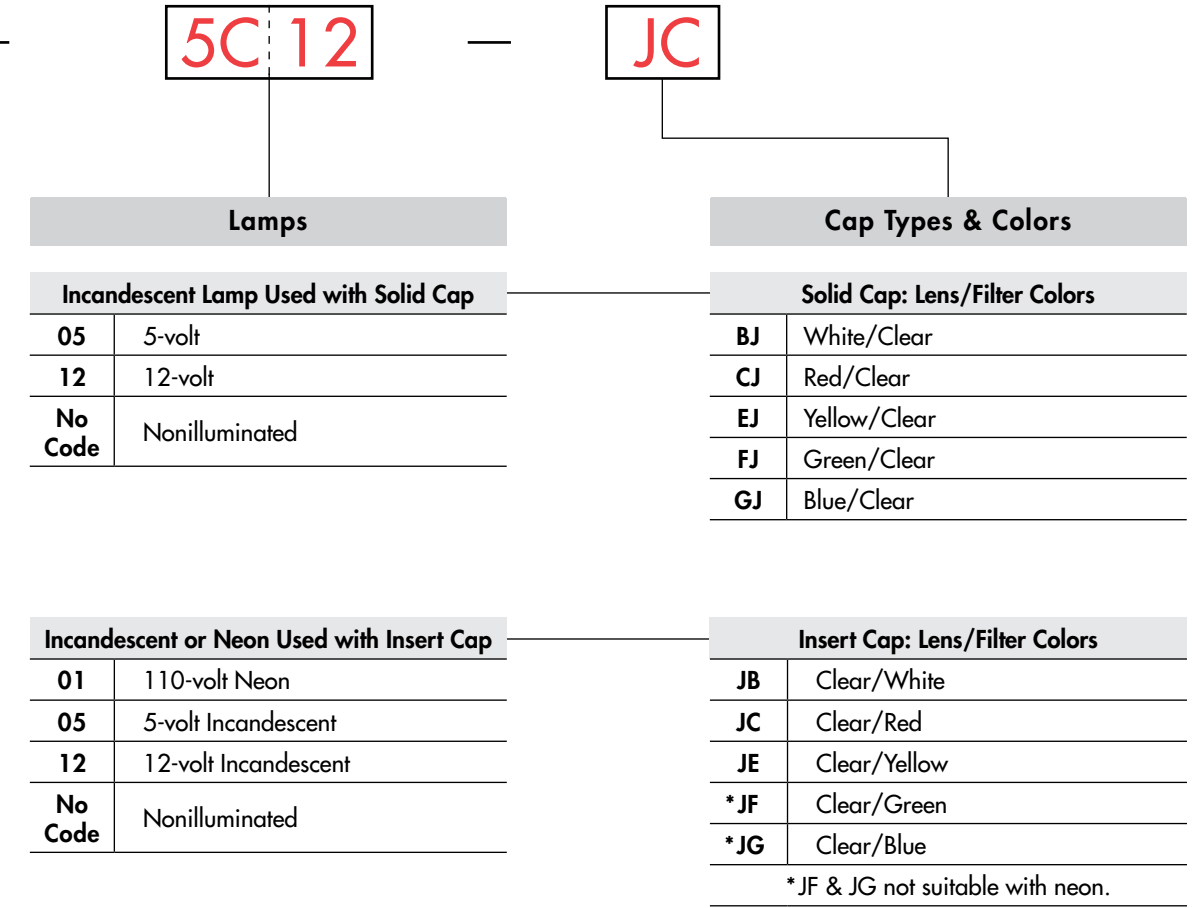 — 5C 12 — JC
Lamps
Cap Types & Colors
Incandescent Lamp Used with Solid Cap
05 5-volt
12 12-volt
No
Code
Nonilluminated
Solid Cap: Lens/Filter Colors
BJ White/Clear
CJ Red/Clear
EJ Yellow/Clear
FJ Green/Clear
GJ Blue/Clear
Incandescent or Neon Used with Insert Cap
01 110-volt Neon
05 5-volt Incandescent
12 12-volt Incandescent
No
Code
Nonilluminated
Insert Cap: Lens/Filter Colors
JB Clear/White
JC Clear/Red
JE Clear/Yellow
*JF Clear/Green
*JG Clear/Blue
*JF & JG not suitable with neon.